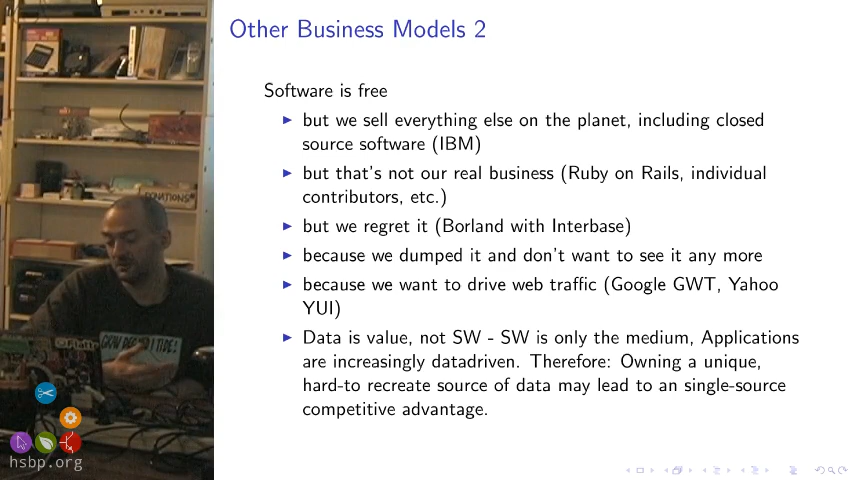 Other Business Models 2
Software is free
but we sell everything else on the planet, including closed
source software (IBM)
but that's not our real business (Ruby on Rails, individual
contributors, etc.)
but we regret it (Borland with Interbase)
because we dumped it and don't want to see it any more
because we want to drive web traffic (Google GWT, Yahoo
YUI)
Data is value, not SW - SW is only the medium, Applications
are increasingly datadriven. Therefore: Owning a unique,
hard-to recreate source of data may lead to an single-source
competitive advantage.
DONATIONS
hsbp.org